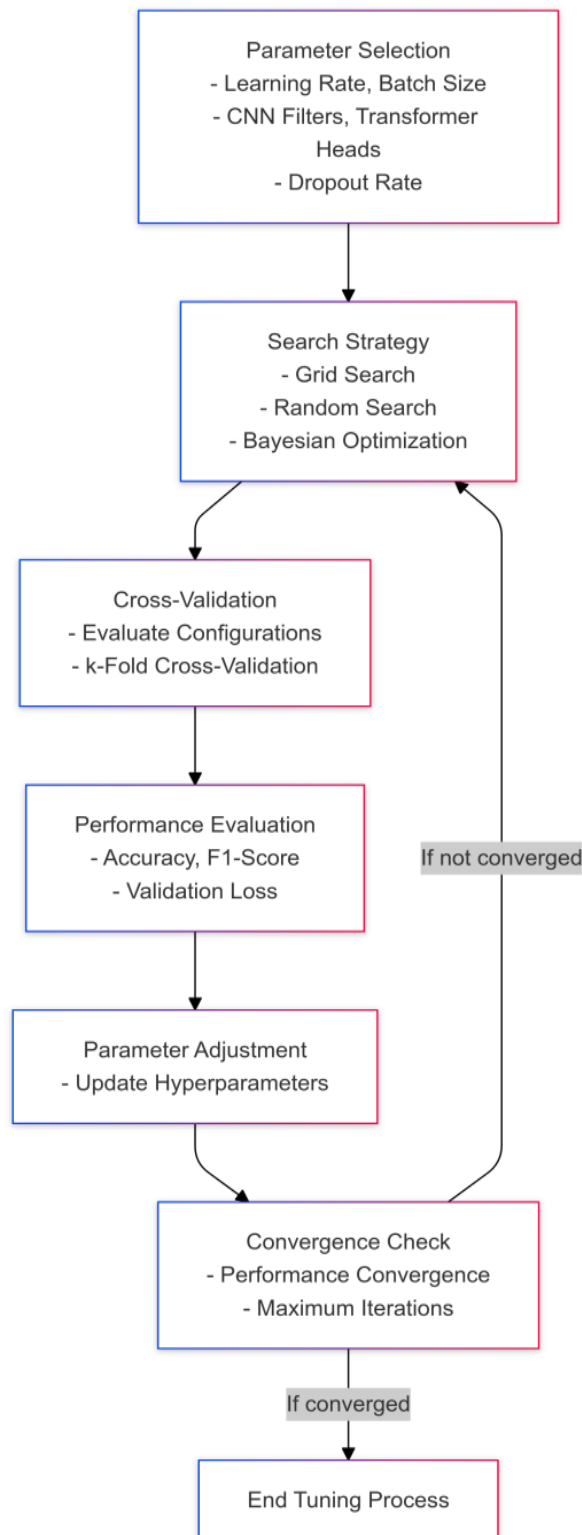 Parameter Selection
- Learning Rate, Batch Size
- CNN Filters, Transformer
Heads
- Dropout Rate
Search Strategy
- Grid Search
- Random Search
- Bayesian Optimization
Cross-Validation
- Evaluate Configurations
- k-Fold Cross-Validation
Performance Evaluation
- Accuracy, F1-Score
- Validation Loss
If not converged
Parameter Adjustment
- Update Hyperparameters
Convergence Check
- Performance Convergence
- Maximum Iterations
If converged
End Tuning Process